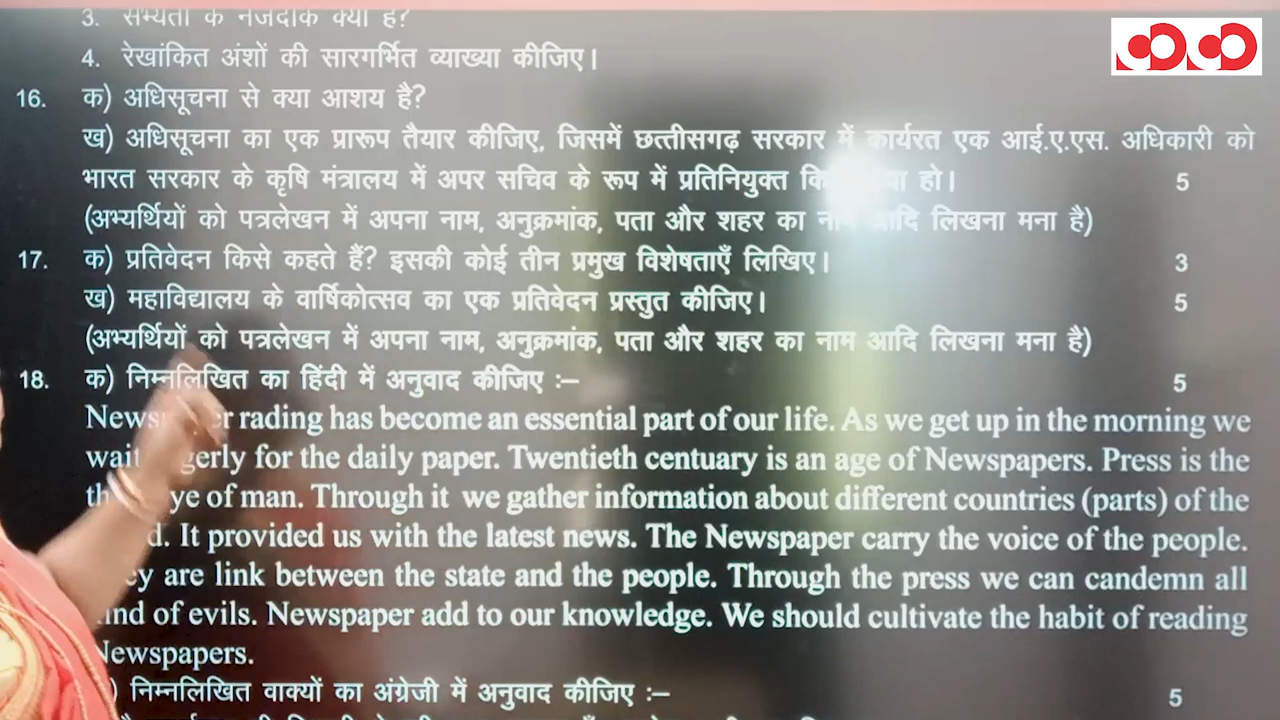 3. सभ्यता के नजदीक क्या है?
4. रेखांकित अंशों की सारगर्भित व्याख्या कीजिए।
16. क) अधिसूचना से क्या आशय है?
ख) अधिसूचना का एक प्रारूप तैयार कीजिए, जिसमें छत्तीसगढ़ सरकार में कार्यरत एक आई.ए.एस. अधिकारी को
भारत सरकार के कृषि मंत्रालय में अपर सचिव के रूप में प्रतिनियुक्त हो। 5
(अभ्यर्थियों को पत्रलेखन में अपना नाम, अनुक्रमांक, पता और शहर का नाम आदि लिखना मना है)
17. क) प्रतिवेदन किसे कहते हैं? इसकी कोई तीन प्रमुख विशेषताएँ लिखिए। 3
ख) महाविद्यालय के वार्षिकोत्सव का एक प्रतिवेदन प्रस्तुत कीजिए। 5
(अभ्यर्थियों को पत्रलेखन में अपना नाम, अनुक्रमांक, पता और शहर का नाम आदि लिखना मना है)
18. क) निम्नलिखित का हिंदी में अनुवाद कीजिए :– 5
rading has become an essential part of our life. As we get up in the morning we
wait for the daily paper. Twentieth centuary is an age of Newspapers. Press is the
of man. Through it we gather information about different countries (parts) of the
It provided us with the latest news. The Newspaper carry the voice of the people.
are link between the state and the people. Through the press we can candemn all
of evils. Newspaper add to our knowledge. We should cultivate the habit of reading
Newspapers.
निम्नलिखित वाक्यों का अंग्रेजी में अनुवाद कीजिए :– 5